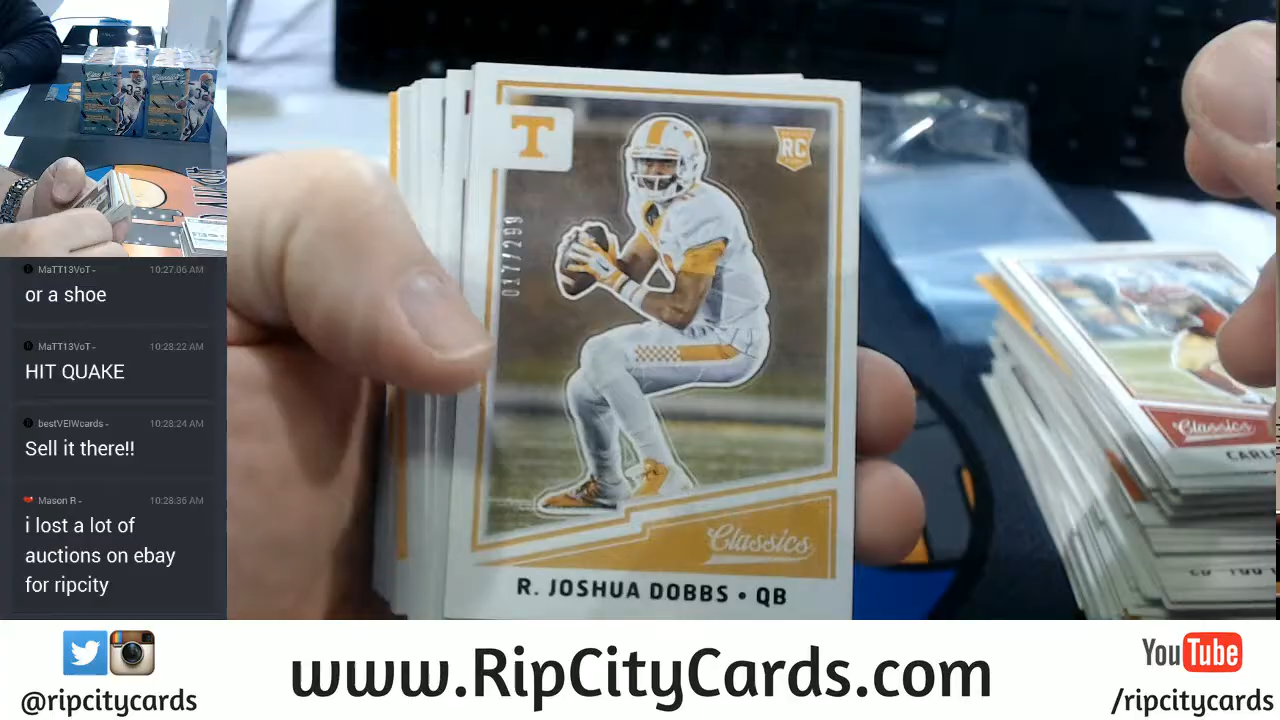 MaTT13VoT - 10:27:06 AM
or a shoe
MaTT13VoT - 10:28:22 AM
HIT QUAKE
bestVEIWcards - 10:28:24 AM
Sell it there!!
Mason R - 10:28:36 AM
i lost a lot of
auctions on ebay
for ripcity
T
RC
017/299
Classics
R. JOSHUA DOBBS • QB
Classics
CARL
@ripcitycards
www.RipCityCards.com
YouTube
/ripcitycards